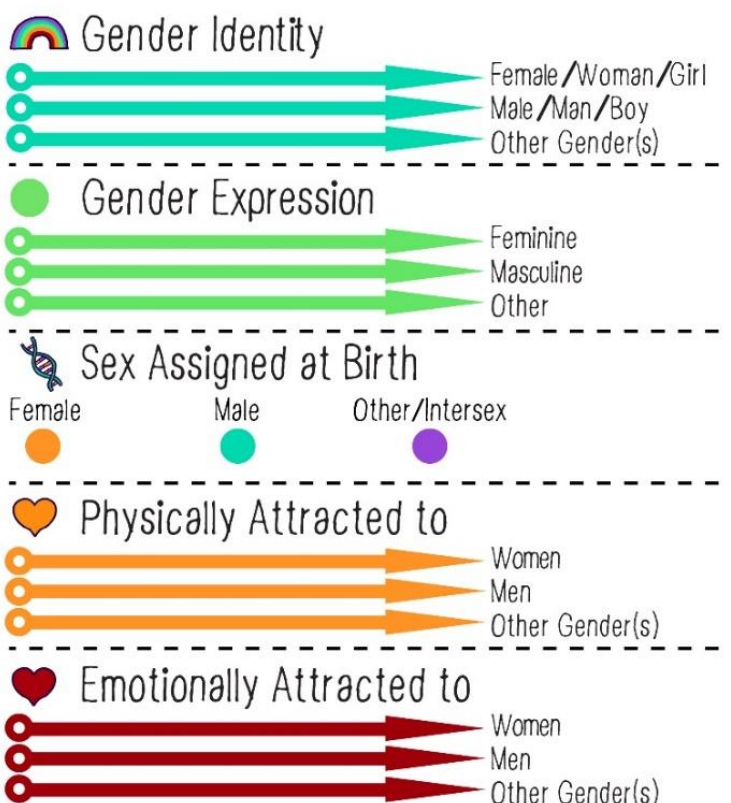 Gender Identity
Female/Woman/Girl
Male/Man/Boy
Other Gender(s)
Gender Expression
Feminine
Masculine
Other
Sex Assigned at Birth
Female Male Other/Intersex
Physically Attracted to
Women
Men
Other Gender(s)
Emotionally Attracted to
Women
Men
Other Gender(s)